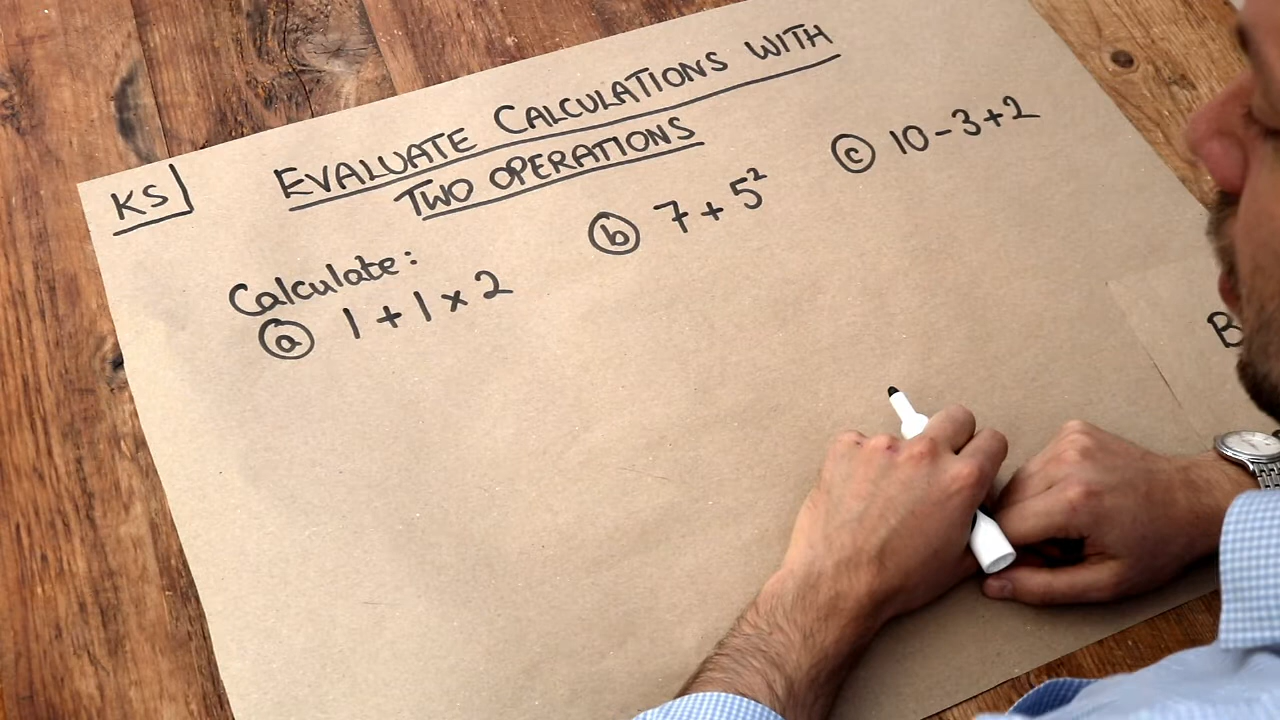 KS
EVALUATE CALCULATIONS WITH
TWO OPERATIONS
Calculate:
(a) 1 + 1 × 2
(b) 7 + 5²
(c) 10 - 3 + 2
B